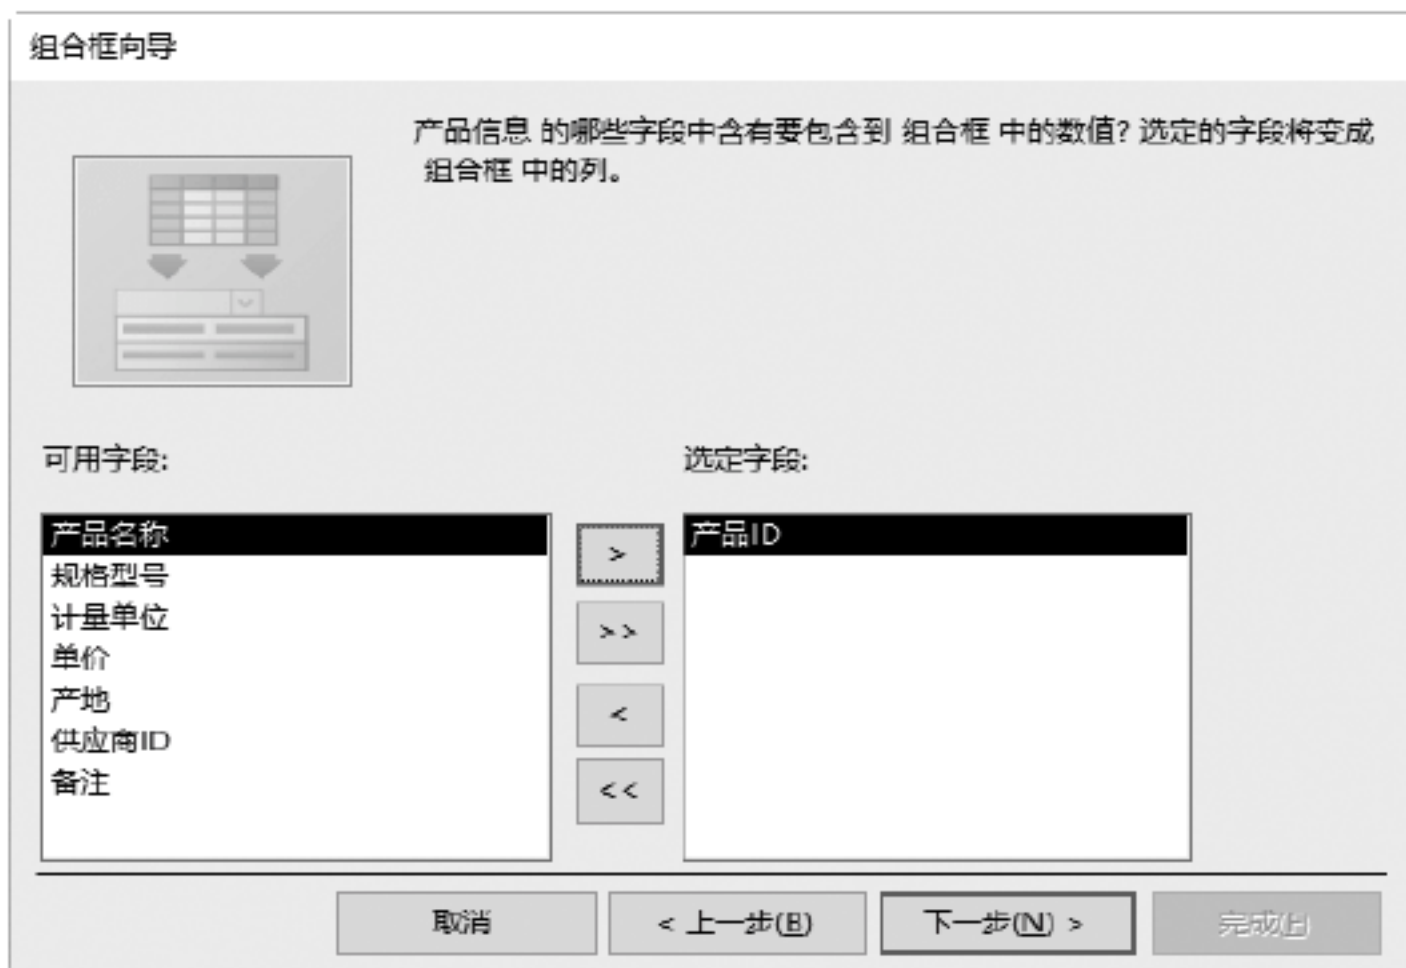 组合框向导
产品信息 的哪些字段中含有要包含到 组合框 中的数值? 选定的字段将变成
组合框 中的列。
可用字段:
选定字段:
产品名称
规格型号
计量单位
单价
产地
供应商ID
备注
>
>>
<
<<
产品ID
取消
< 上一步(B)
下一步(N) >
完成(F)